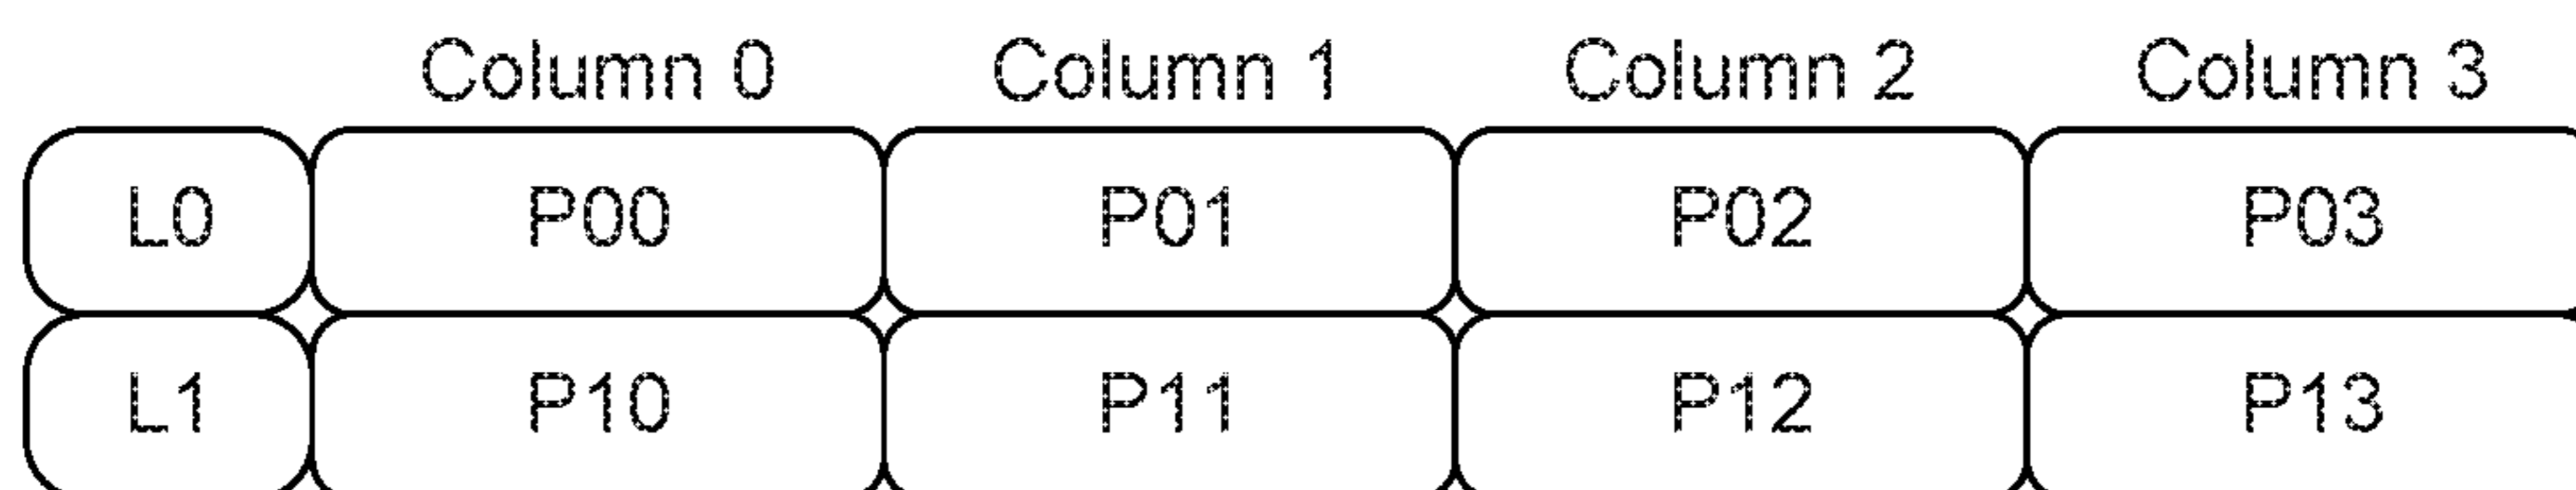 Column 0 Column 1 Column 2 Column 3
L0 P00 P01 P02 P03
L1 P10 P11 P12 P13